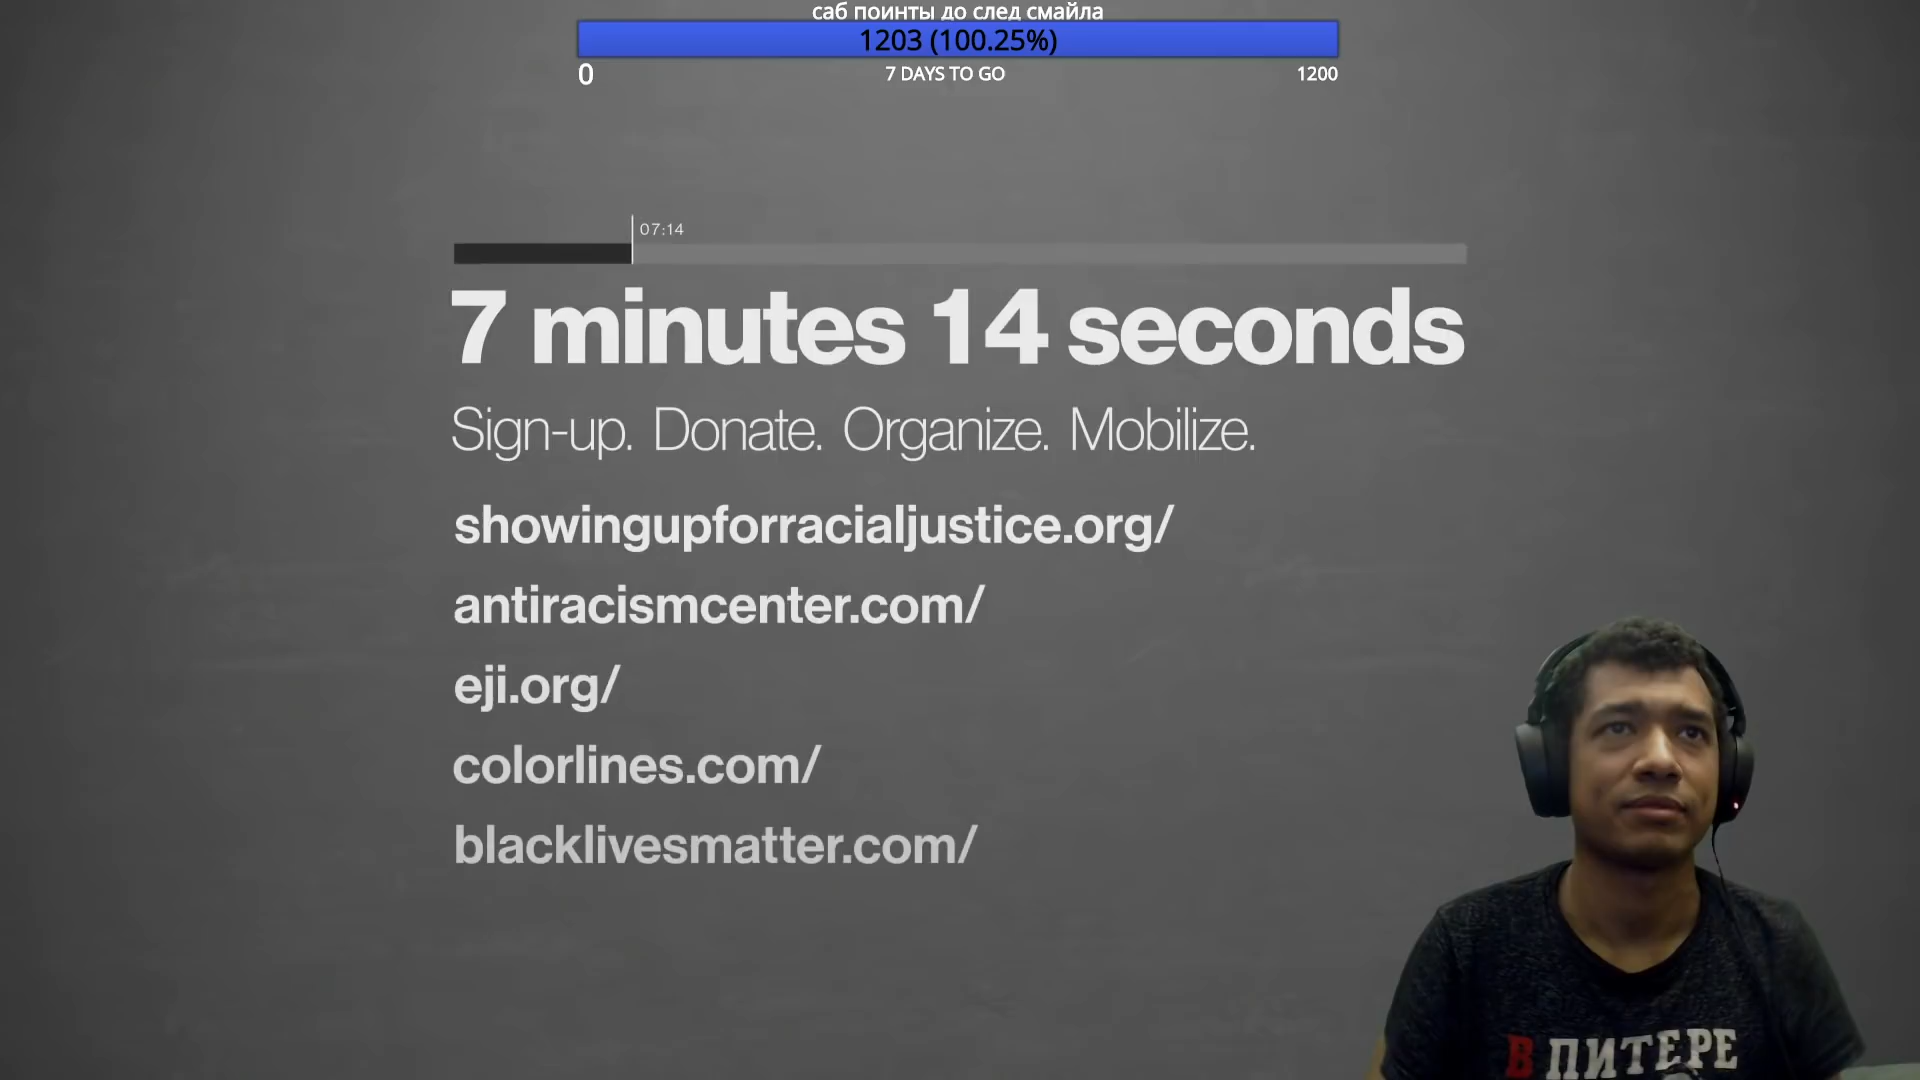 саб поинты до след смайла
1203 (100.25%)
0 7 DAYS TO GO 1200
07:14
7 minutes 14 seconds
Sign-up. Donate. Organize. Mobilize.
showingupforracialjustice.org/
antiracismcenter.com/
eji.org/
colorlines.com/
blacklivesmatter.com/
В ПИТЕРЕ